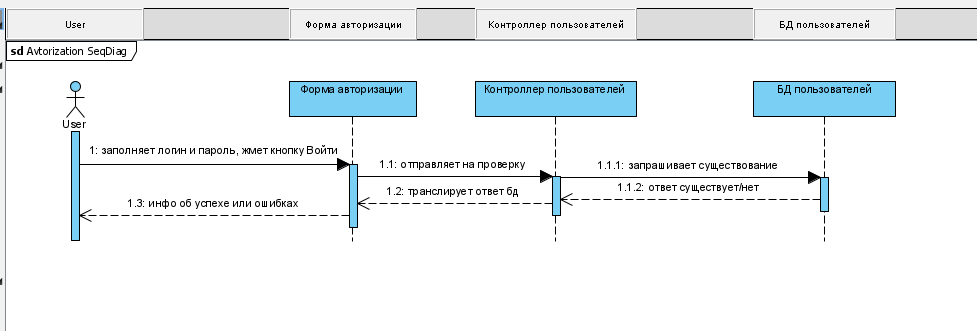 User
Форма авторизации
Контроллер пользователей
БД пользователей
sd Avtorization SeqDiag
Форма авторизации
Контроллер пользователей
БД пользователей
User
1: заполняет логин и пароль, жмет кнопку Войти
1.1: отправляет на проверку
1.1.1: запрашивает существование
1.2: транслирует ответ бд
1.1.2: ответ существует/нет
1.3: инфо об успехе или ошибках